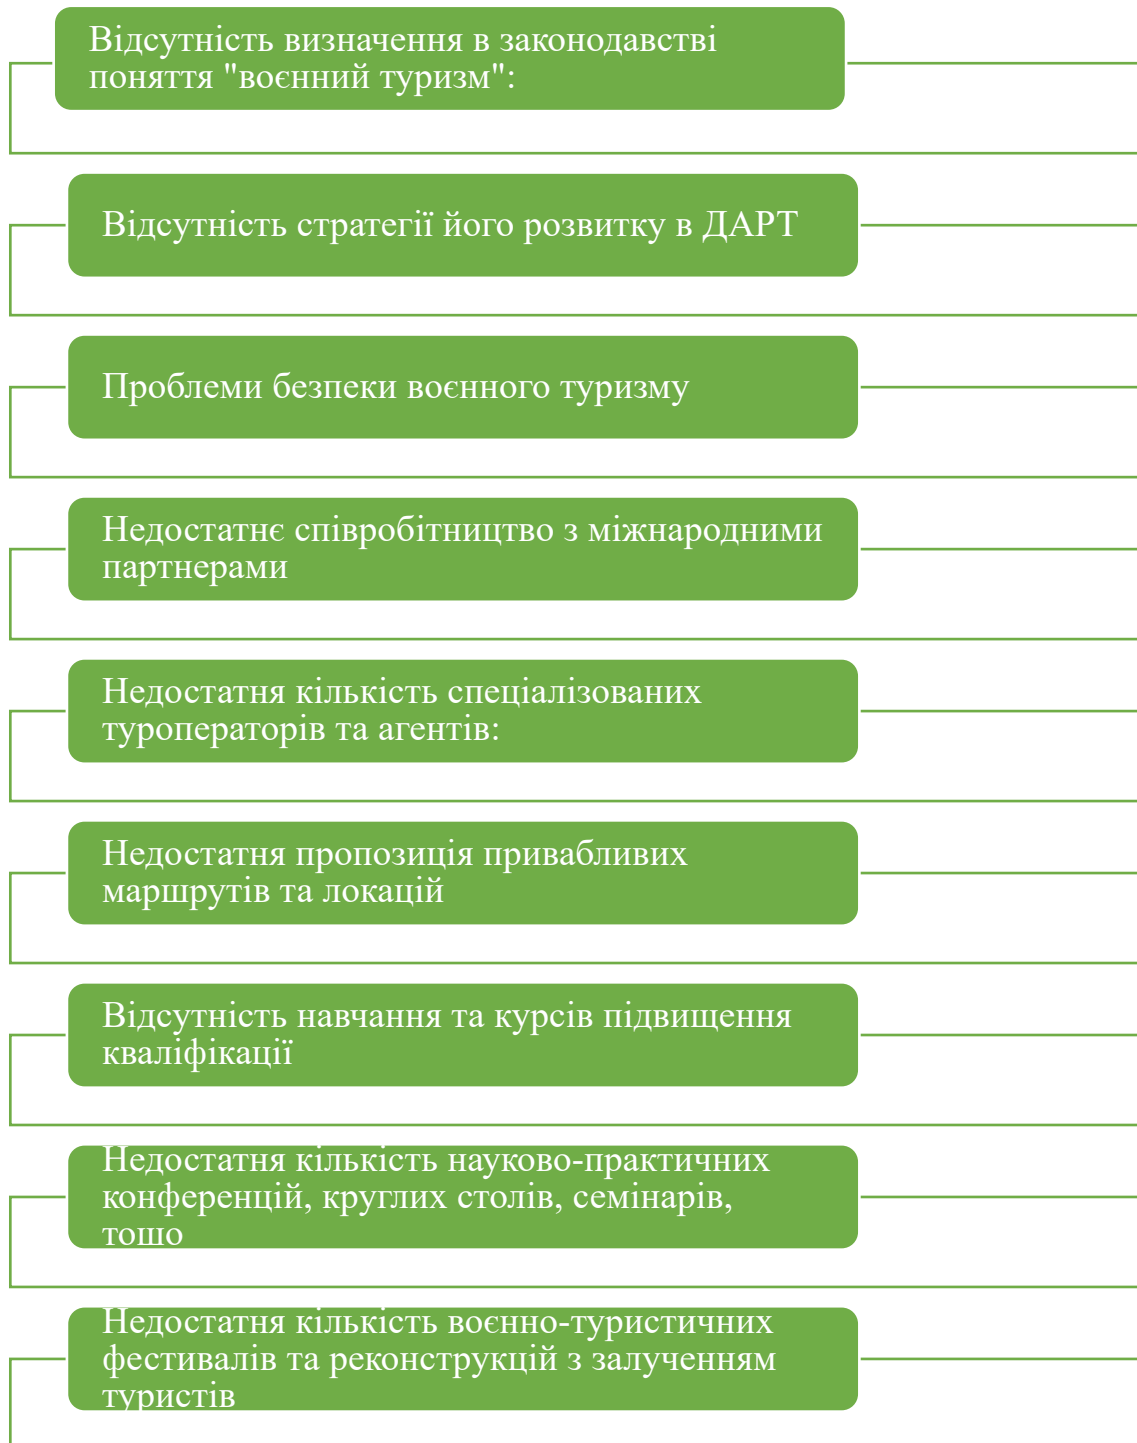 Відсутність визначення в законодавстві
поняття "воєнний туризм":
Відсутність стратегії його розвитку в ДАРТ
Проблеми безпеки воєнного туризму
Недостатнє співробітництво з міжнародними
партнерами
Недостатня кількість спеціалізованих
туроператорів та агентів:
Недостатня пропозиція привабливих
маршрутів та локацій
Відсутність навчання та курсів підвищення
кваліфікації
Недостатня кількість науково-практичних
конференцій, круглих столів, семінарів,
тошо
Недостатня кількість воєнно-туристичних
фестивалів та реконструкцій з залученням
туристів